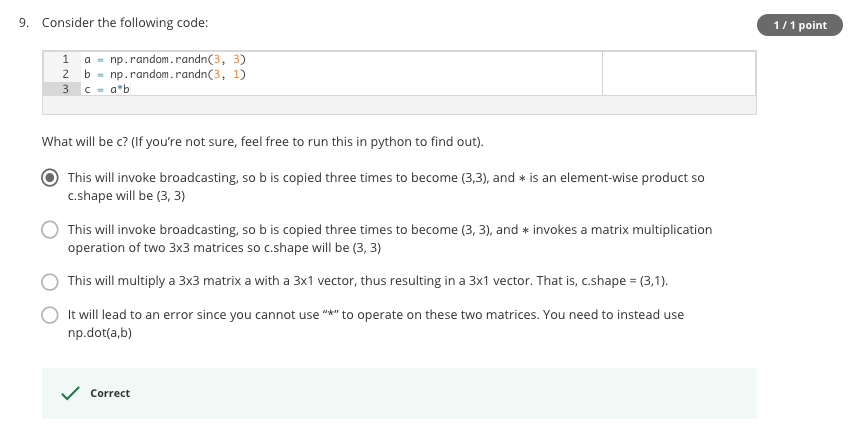 9. Consider the following code:
1 / 1 point
1 a = np.random.randn(3, 3)
2 b = np.random.randn(3, 1)
3 c = a*b
What will be c? (If you're not sure, feel free to run this in python to find out).
This will invoke broadcasting, so b is copied three times to become (3,3), and * is an element-wise product so
c.shape will be (3, 3)
This will invoke broadcasting, so b is copied three times to become (3, 3), and * invokes a matrix multiplication
operation of two 3x3 matrices so c.shape will be (3, 3)
This will multiply a 3x3 matrix a with a 3x1 vector, thus resulting in a 3x1 vector. That is, c.shape = (3,1).
It will lead to an error since you cannot use “*” to operate on these two matrices. You need to instead use
np.dot(a,b)
Correct